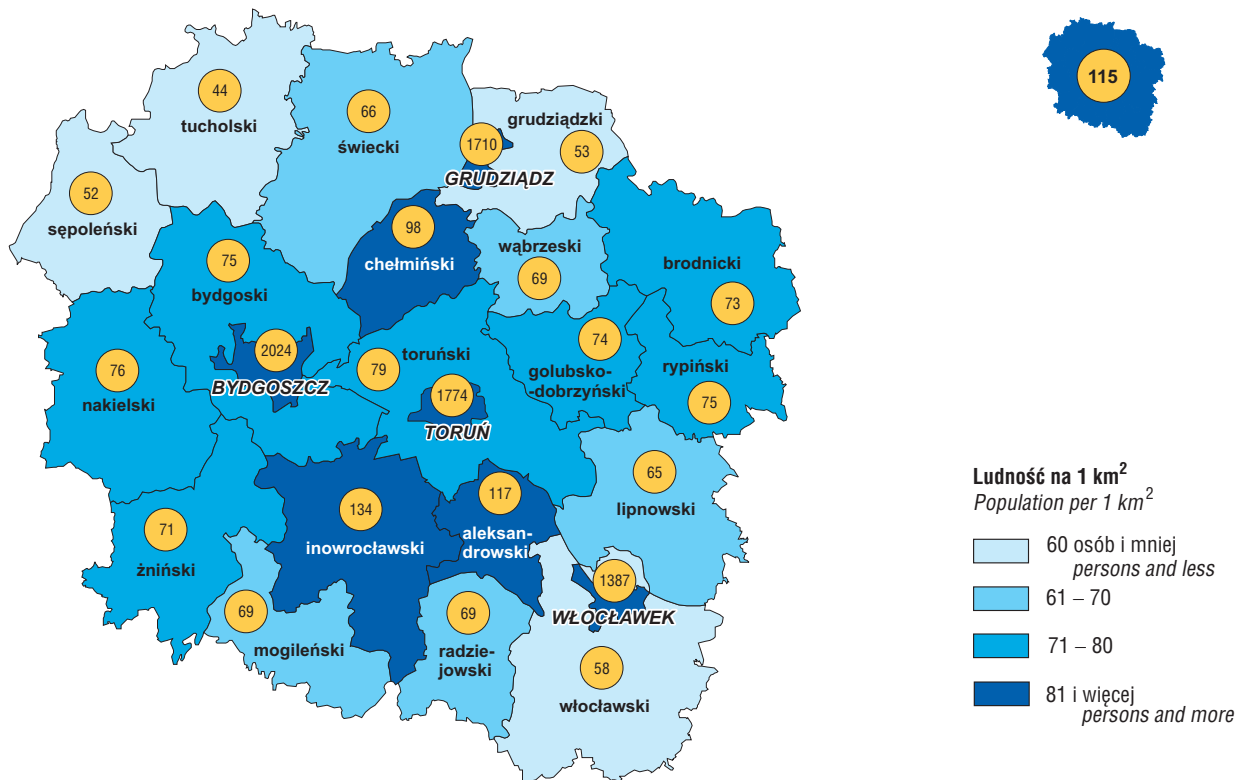 44
tucholski
66
świecki
grudziądzki
53
1710
GRUDZIĄDZ
115
52
sępoleński
98
chełmiński
wąbrzeski
69
brodnicki
73
75
bydgoski
2024
BYDGOSZCZ
76
nakielski
79
toruński
1774
TORUŃ
74
golubsko-
-dobrzyński
rypiński
75
65
lipnowski
71
żniński
134
inowrocławski
117
aleksan-
drowski
1387
WŁOCŁAWEK
69
mogileński
69
radzie-
jowski
58
włocławski
Ludność na 1 km²
Population per 1 km²
60 osób i mniej
persons and less
61 – 70
71 – 80
81 i więcej
persons and more